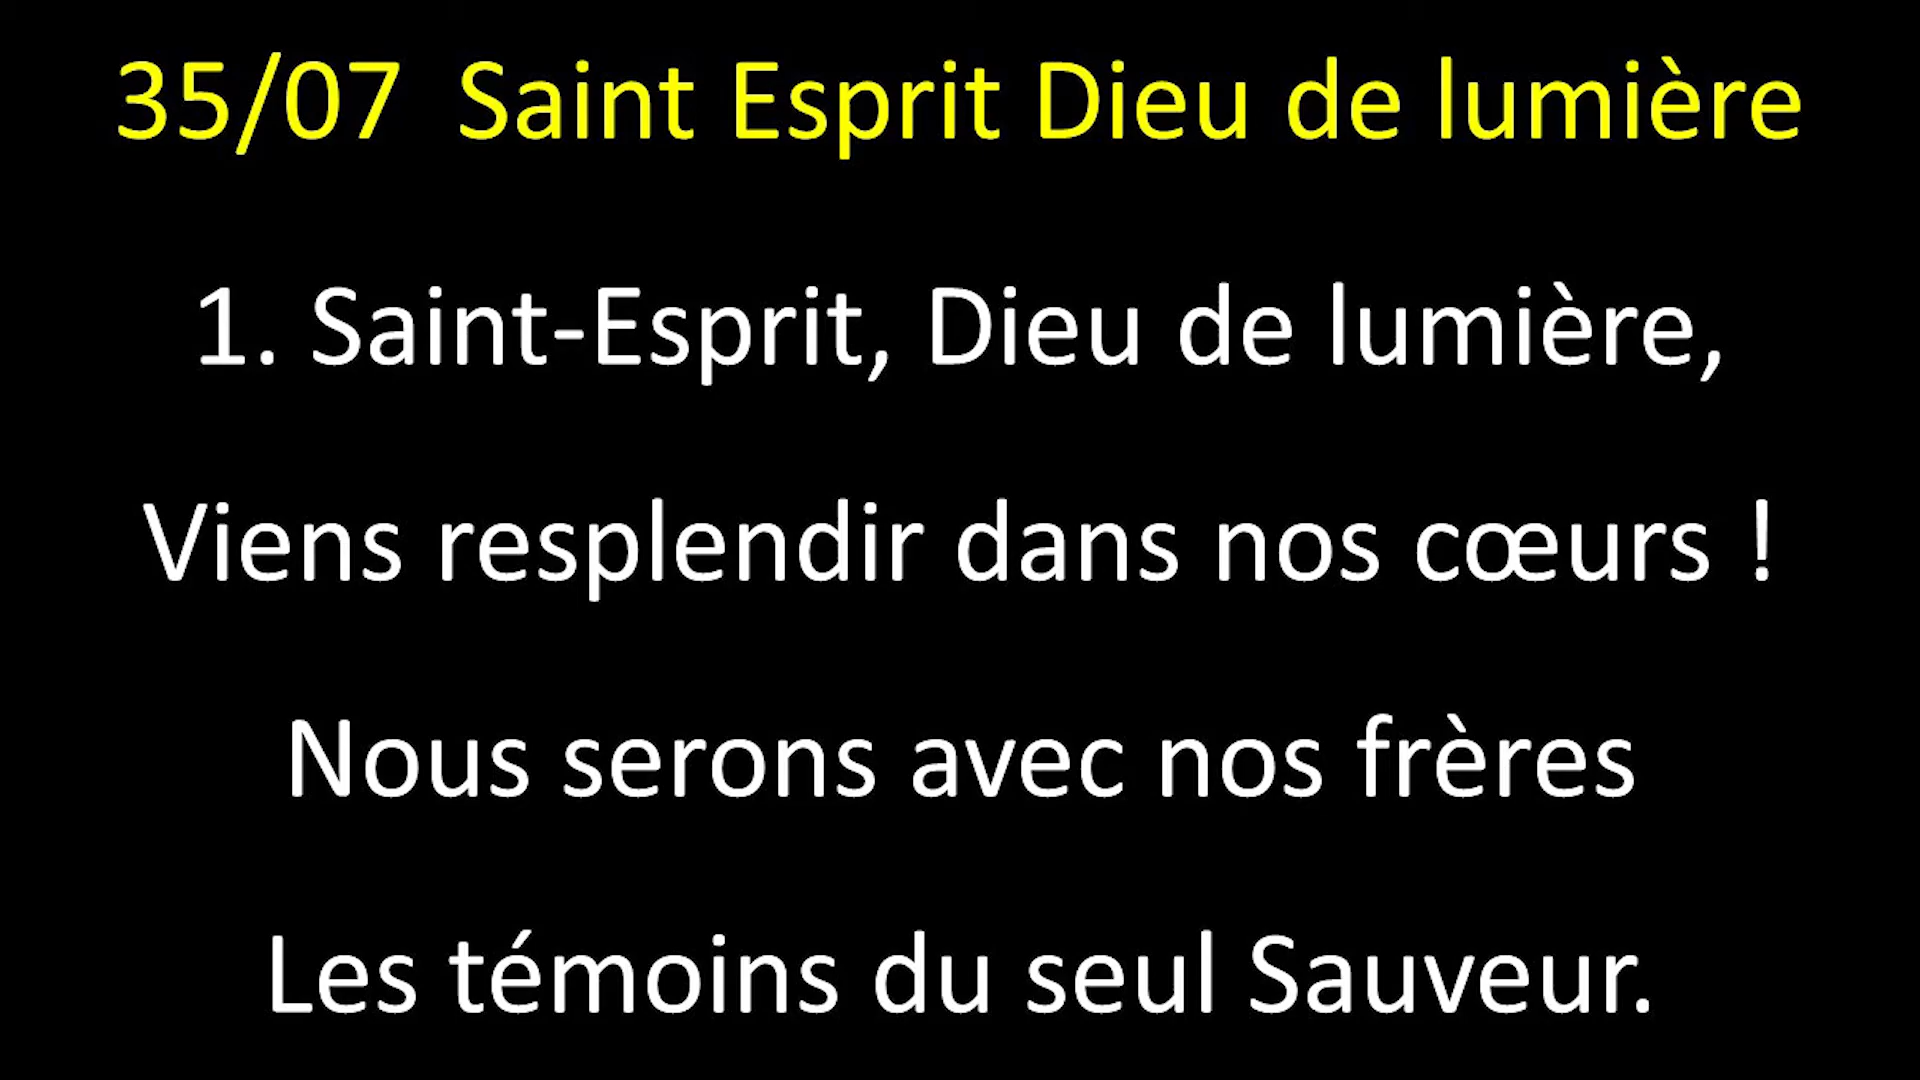 35/07 Saint Esprit Dieu de lumière
1. Saint-Esprit, Dieu de lumière,
Viens resplendir dans nos cœurs !
Nous serons avec nos frères
Les témoins du seul Sauveur.